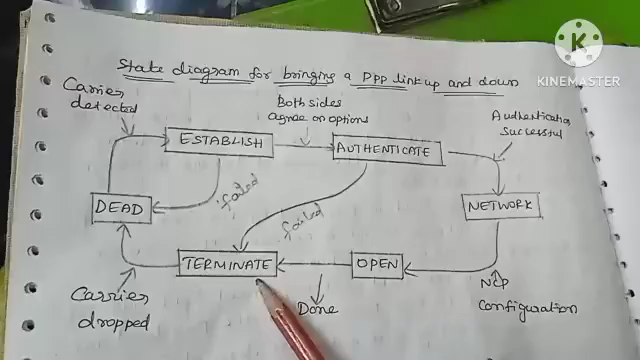 KINEMASTER
State diagram for bringing a PPP link up and down
Carrier
detected
Both sides
agree on options
Authentication
successful
ESTABLISH
AUTHENTICATE
failed
failed
DEAD
NETWORK
TERMINATE
OPEN
Carrier
dropped
Done
NCP
configuration